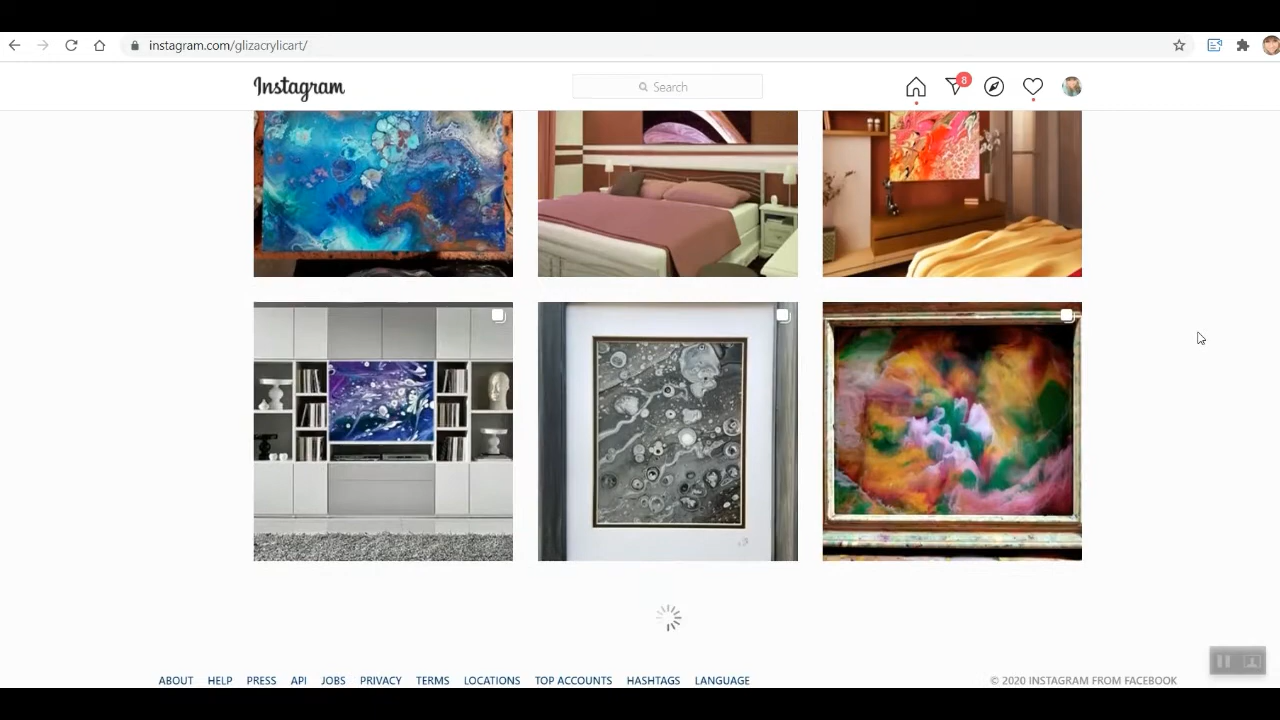 instagram.com/glizacrylicart/
Instagram
Search
8
ABOUT HELP PRESS API JOBS PRIVACY TERMS LOCATIONS TOP ACCOUNTS HASHTAGS LANGUAGE
© 2020 INSTAGRAM FROM FACEBOOK